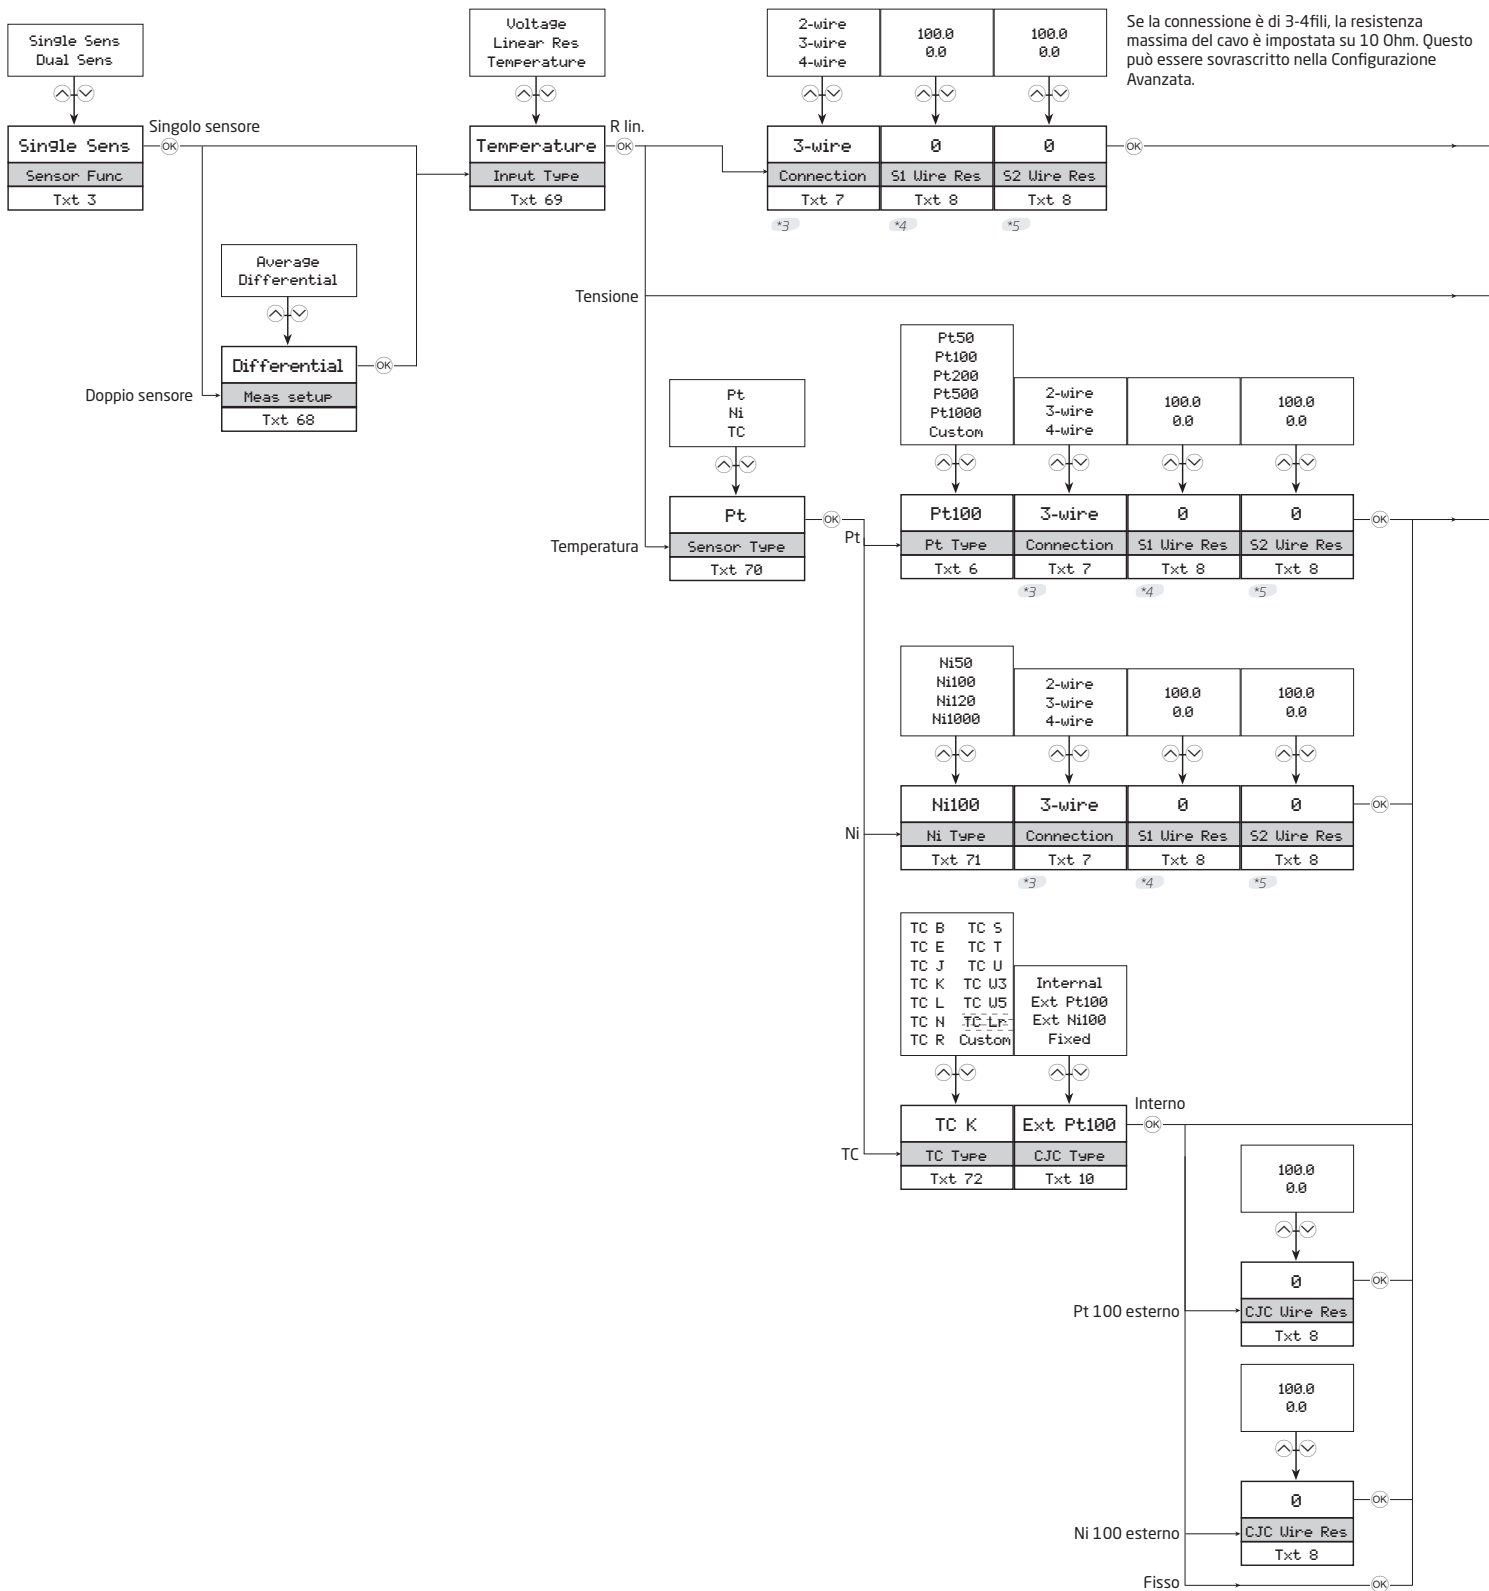 Single Sens
Dual Sens
Single Sens
Sensor Func
Txt 3
Singolo sensore
OK
Average
Differential
Differential
Meas setup
Txt 68
Doppio sensore
OK
Voltage
Linear Res
Temperature
Temperature
Input Type
Txt 69
R lin.
OK
2-wire
3-wire
4-wire
3-wire
Connection
Txt 7
*3
100.0
0.0
0
S1 Wire Res
Txt 8
*4
100.0
0.0
0
S2 Wire Res
Txt 8
*5
OK
Se la connessione è di 3-4fili, la resistenza
massima del cavo è impostata su 10 Ohm. Questo
può essere sovrascritto nella Configurazione
Avanzata.
Tensione
Temperatura
Pt
Ni
TC
Pt
Sensor Type
Txt 70
OK
Pt
Pt50
Pt100
Pt200
Pt500
Pt1000
Custom
Pt100
Pt Type
Txt 6
2-wire
3-wire
4-wire
3-wire
Connection
Txt 7
*3
100.0
0.0
0
S1 Wire Res
Txt 8
*4
100.0
0.0
0
S2 Wire Res
Txt 8
*5
OK
Ni
Ni50
Ni100
Ni120
Ni1000
Ni100
Ni Type
Txt 71
2-wire
3-wire
4-wire
3-wire
Connection
Txt 7
*3
100.0
0.0
0
S1 Wire Res
Txt 8
*4
100.0
0.0
0
S2 Wire Res
Txt 8
*5
OK
TC
TC B TC S
TC E TC T
TC J TC U
TC K TC W3
TC L TC W5
TC N TC Lr
TC R Custom
TC K
TC Type
Txt 72
Internal
Ext Pt100
Ext Ni100
Fixed
Ext Pt100
CJC Type
Txt 10
Interno
OK
Pt 100 esterno
100.0
0.0
0
CJC Wire Res
Txt 8
OK
Ni 100 esterno
100.0
0.0
0
CJC Wire Res
Txt 8
OK
Fisso
OK